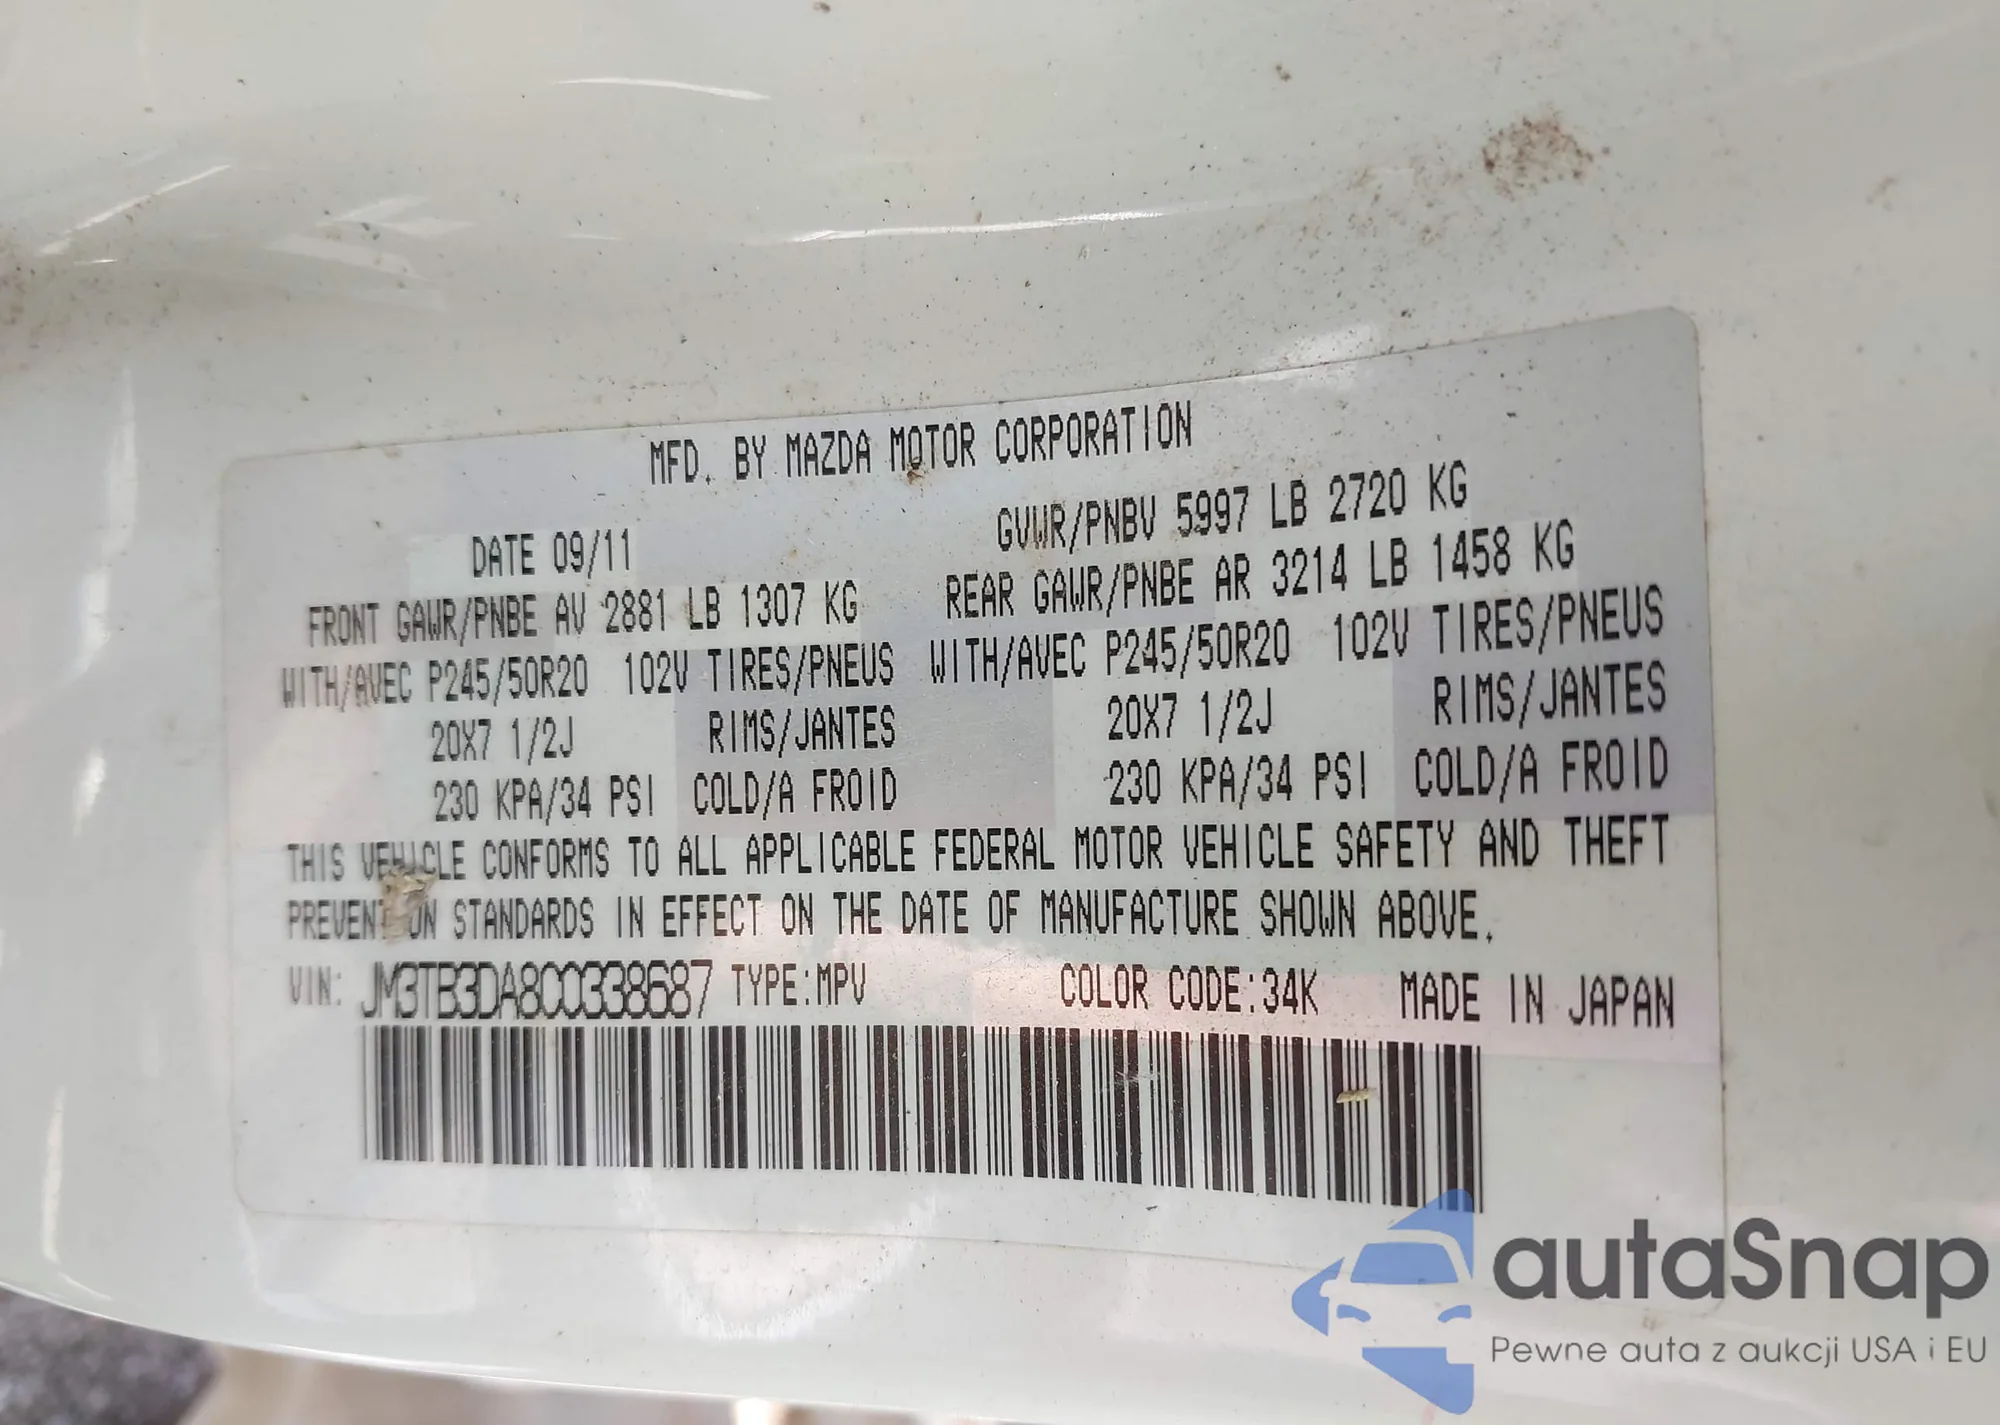 MFD. BY MAZDA MOTOR CORPORATION
DATE 09/11 GVWR/PNBV 5997 LB 2720 KG
FRONT GAWR/PNBE AV 2881 LB 1307 KG REAR GAWR/PNBE AR 3214 LB 1458 KG
WITH/AVEC P245/50R20 102V TIRES/PNEUS WITH/AVEC P245/50R20 102V TIRES/PNEUS
20X7 1/2J RIMS/JANTES 20X7 1/2J RIMS/JANTES
230 KPA/34 PSI COLD/A FROID 230 KPA/34 PSI COLD/A FROID
THIS VEHICLE CONFORMS TO ALL APPLICABLE FEDERAL MOTOR VEHICLE SAFETY AND THEFT
PREVENTION STANDARDS IN EFFECT ON THE DATE OF MANUFACTURE SHOWN ABOVE.
VIN: JM3TB3DA8C0338687 TYPE:MPV COLOR CODE:34K MADE IN JAPAN
autaSnap
Pewne auta z aukcji USA i EU